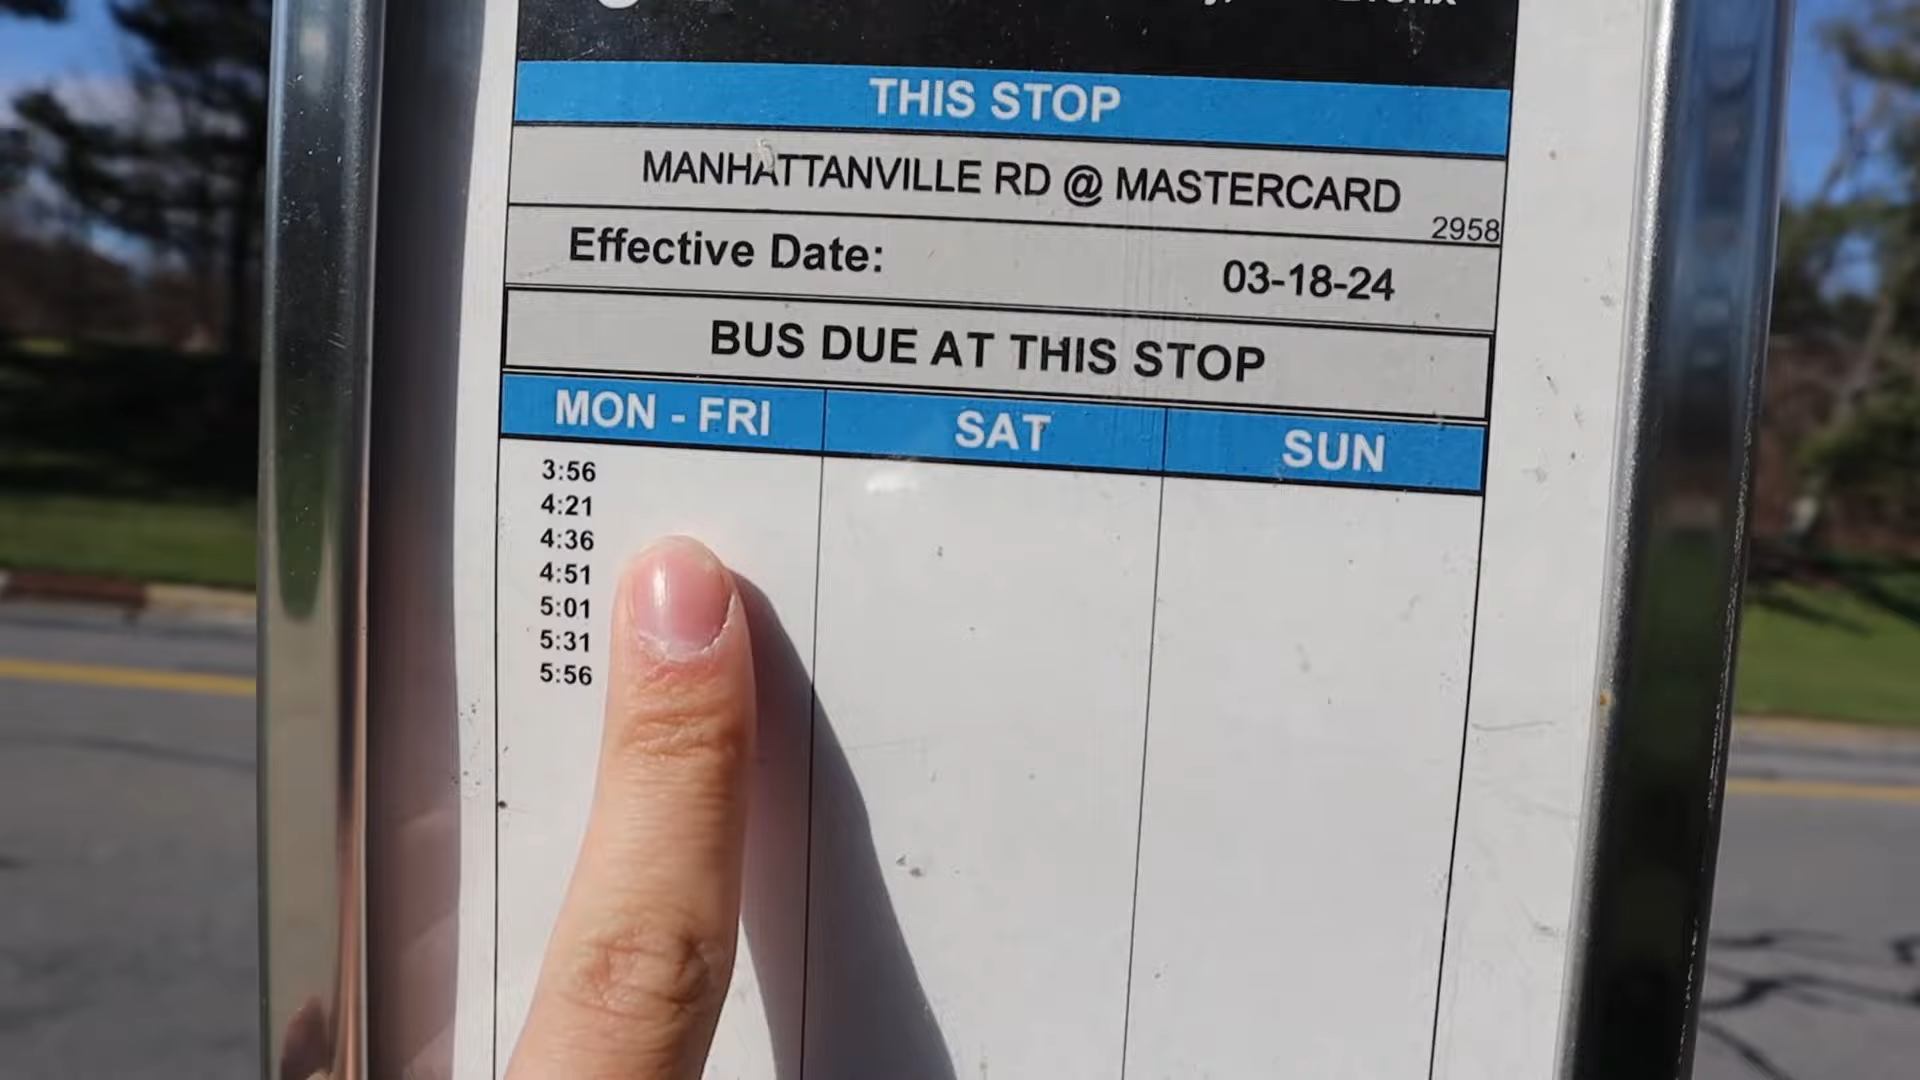 THIS STOP
MANHATTANVILLE RD @ MASTERCARD
2958
Effective Date: 03-18-24
BUS DUE AT THIS STOP
MON - FRI SAT SUN
3:56
4:21
4:36
4:51
5:01
5:31
5:56